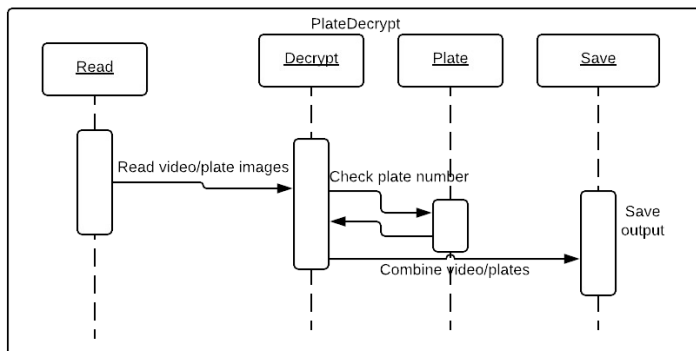 PlateDecrypt
Read
Decrypt
Plate
Save
Read video/plate images
Check plate number
Save
output
Combine video/plates